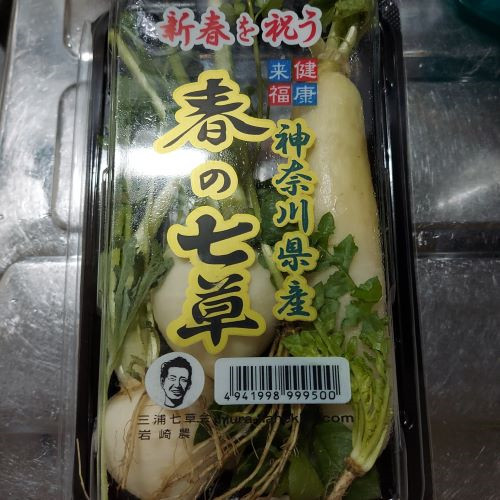 新春を祝う
健康
来福
春の七草
神奈川県産
4941998999500
三浦七草会
岩崎農